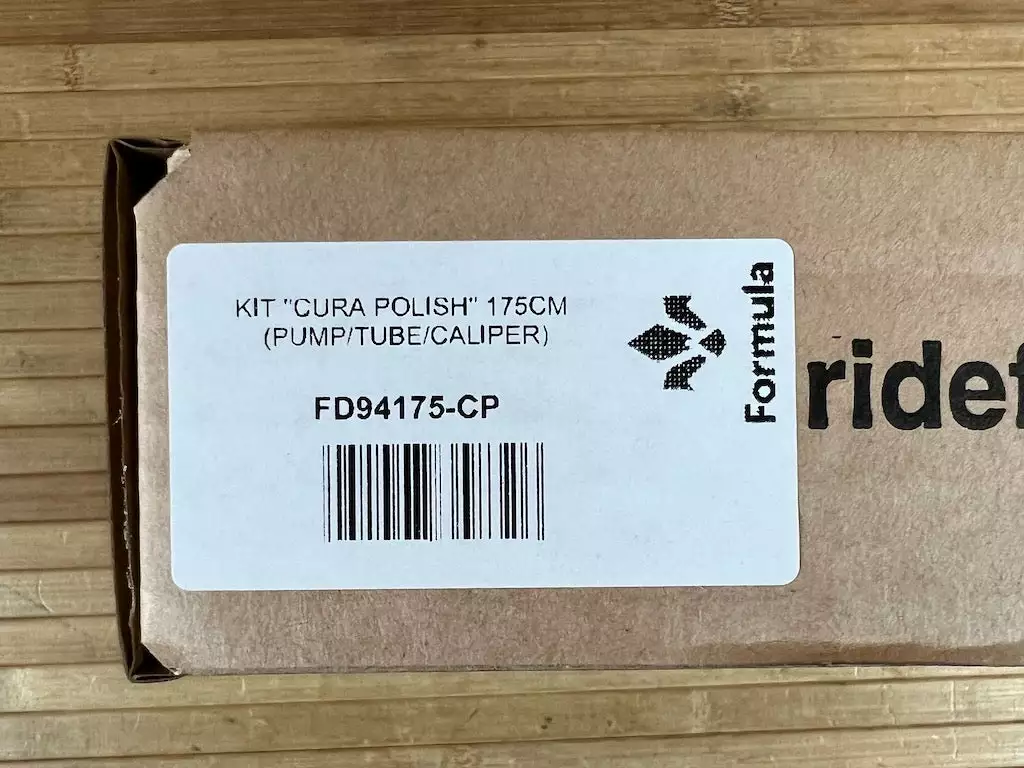 KIT "CURA POLISH" 175CM
(PUMP/TUBE/CALIPER)
FD94175-CP
Formula
ridef